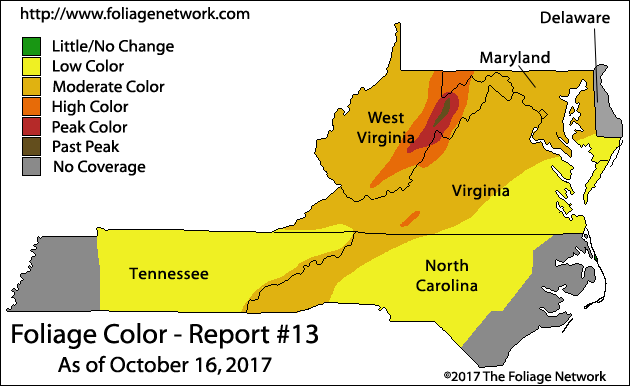 http://www.foliagenetwork.com
Little/No Change
Low Color
Moderate Color
High Color
Peak Color
Past Peak
No Coverage
Delaware
Maryland
West
Virginia
Virginia
Tennessee
North
Carolina
Foliage Color - Report #13
As of October 16, 2017
©2017 The Foliage Network